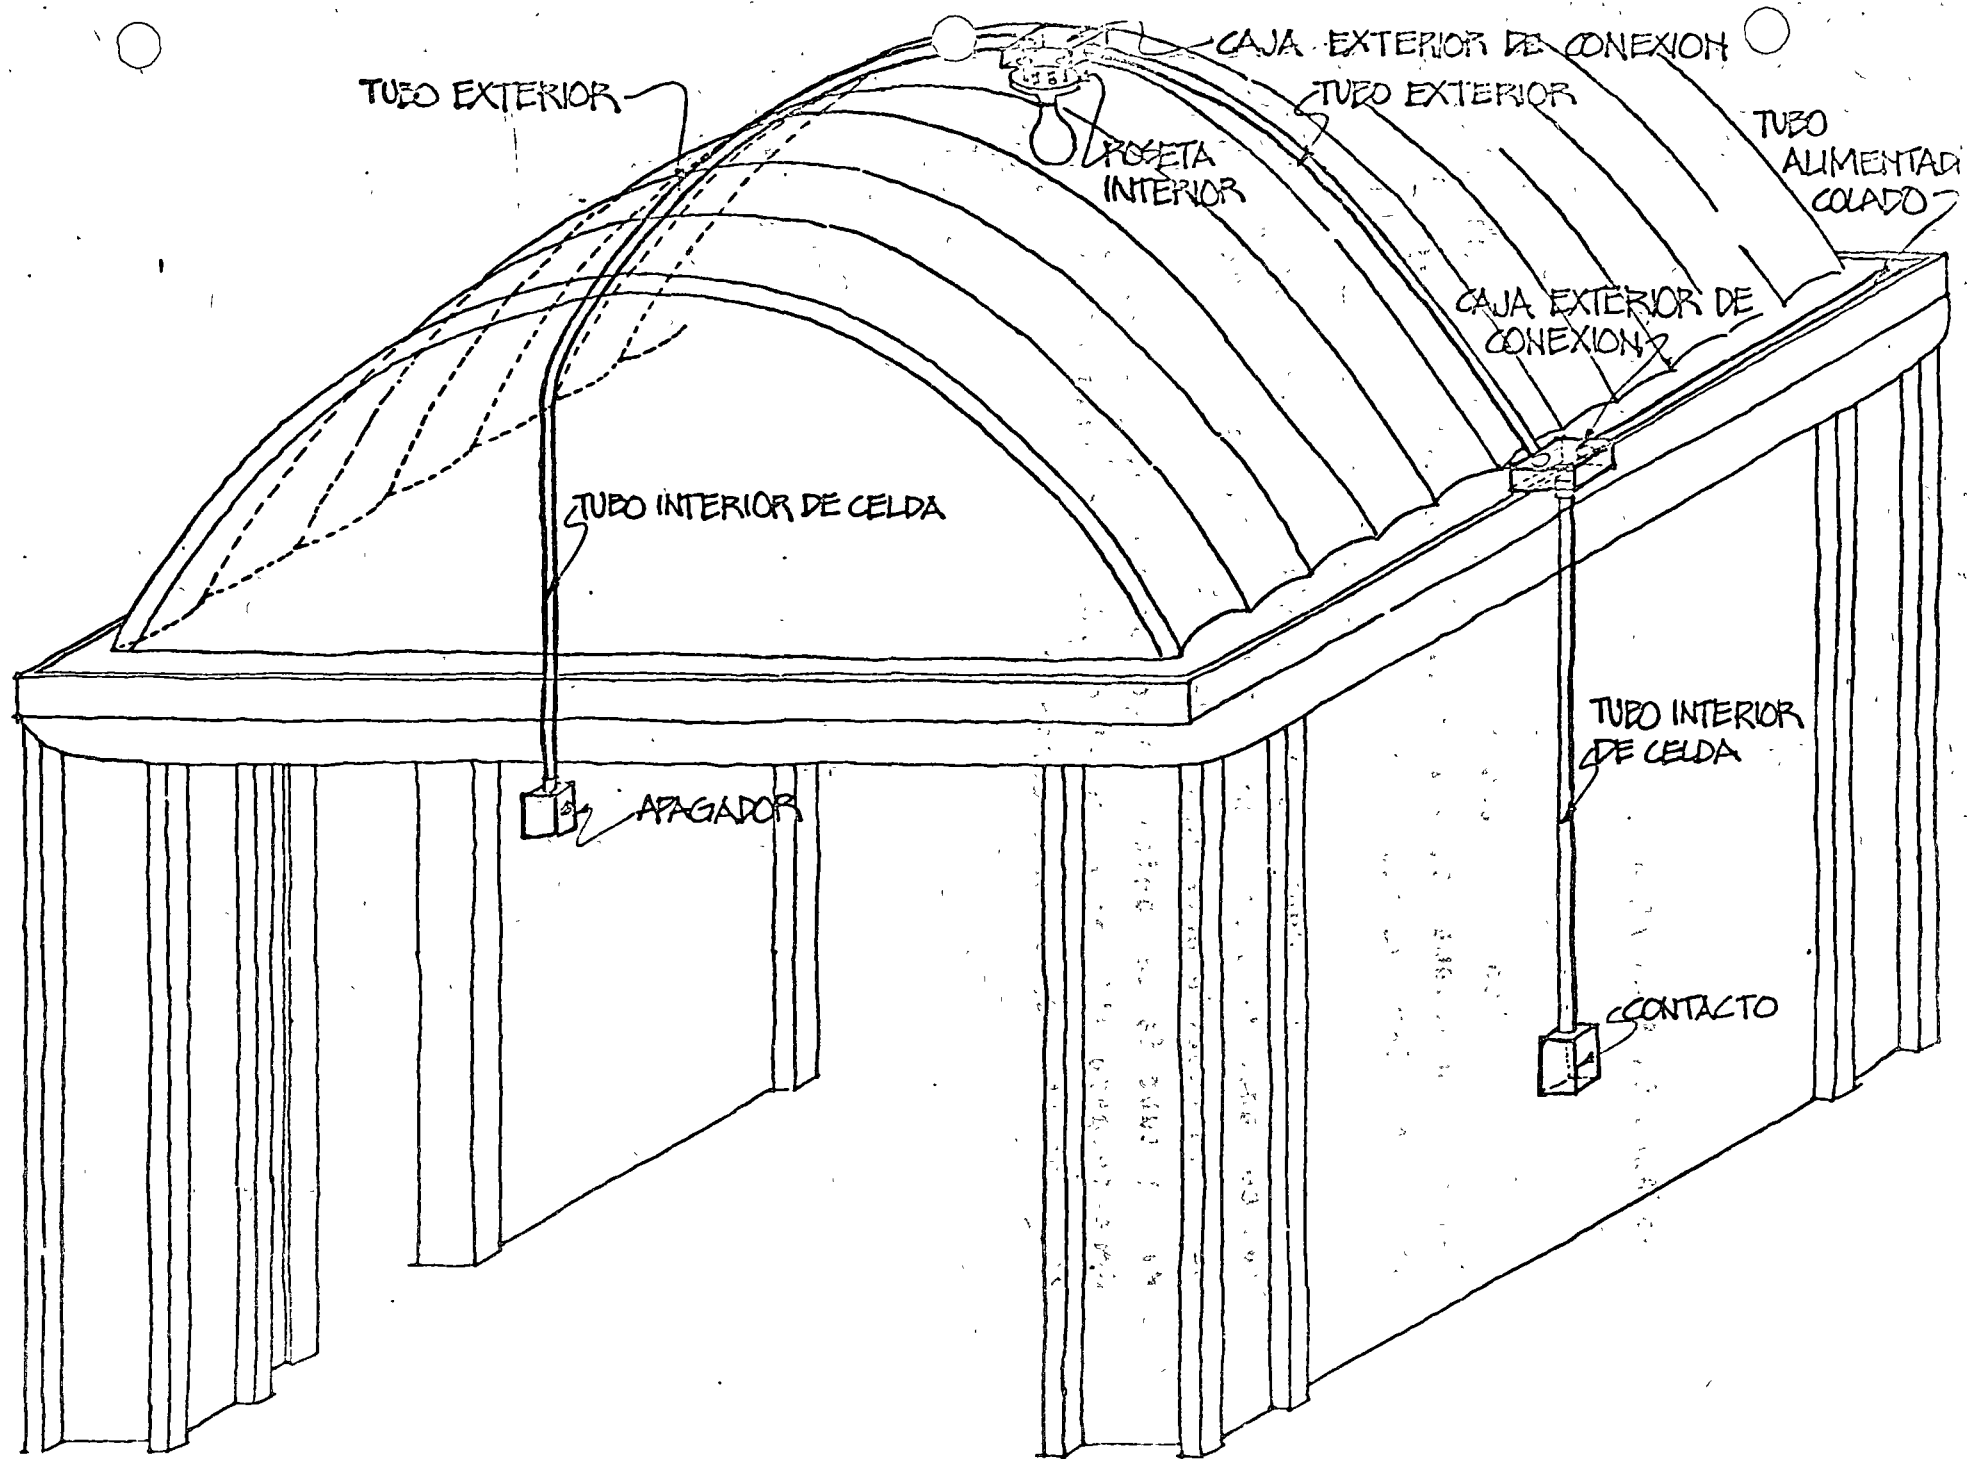 CAJA EXTERIOR DE CONEXION
TUBO EXTERIOR
TUBO EXTERIOR
TUBO
ALIMENTAD
COLADO
ROSETA
INTERIOR
CAJA EXTERIOR DE
CONEXION
TUBO INTERIOR DE CELDA
TUBO INTERIOR
DE CELDA
APAGADOR
CONTACTO